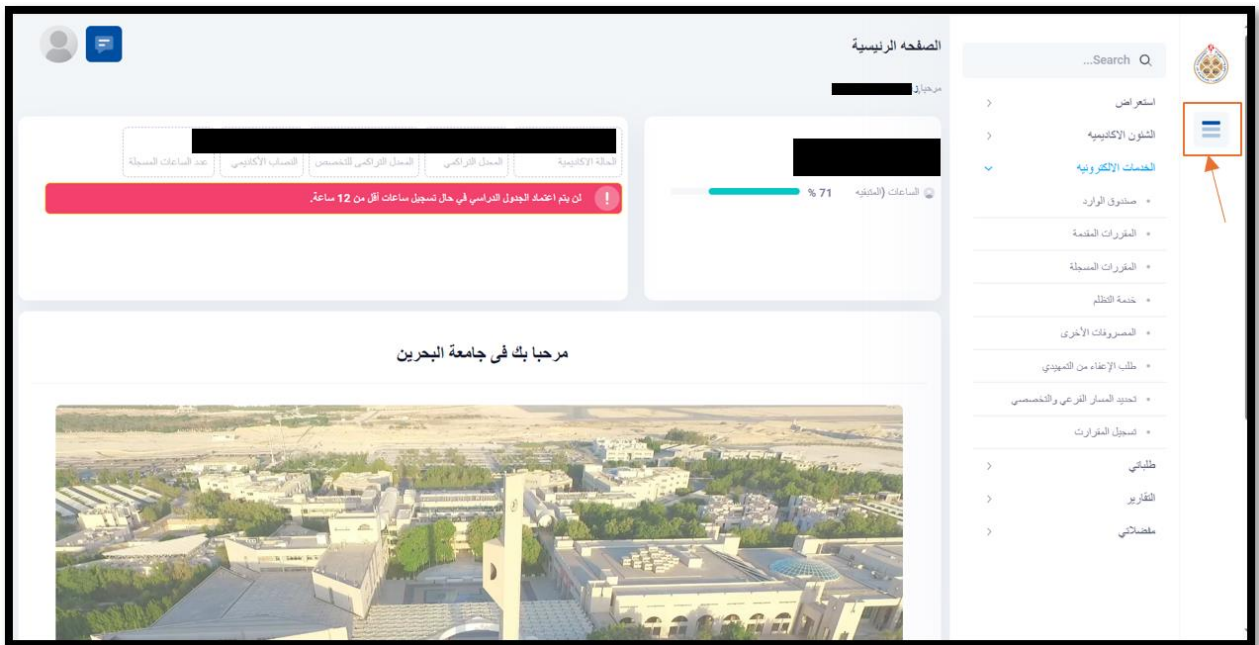 الصفحه الرئيسية
مرحبا
Search...
استعراض
الشئون الاكاديميه
الخدمات الالكترونيه
صندوق الوارد
المقررات المقدمة
المقررات المسجلة
خدمة التظلم
المصروفات الأخرى
طلب الإعفاء من التمهيدي
تحديد المسار الفرعي والتخصصي
تسجيل المقرارت
طلباتي
التقارير
مفضلاتي
الساعات (المتبقيه 71 %
الحالة الاكاديمية
المعدل التراكمي
المعدل التراكمى للتخصص
النصاب الأكاديمي
عدد الساعات المسجلة
لن يتم اعتماد الجدول الدراسي في حال تسجيل ساعات أقل من 12 ساعة.
مرحبا بك فى جامعة البحرين